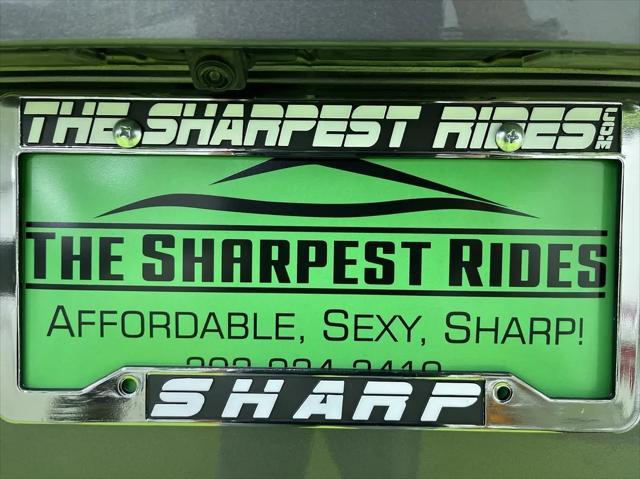 THE SHARPEST RIDES.COM
THE SHARPEST RIDES
AFFORDABLE, SEXY, SHARP!
SHARP